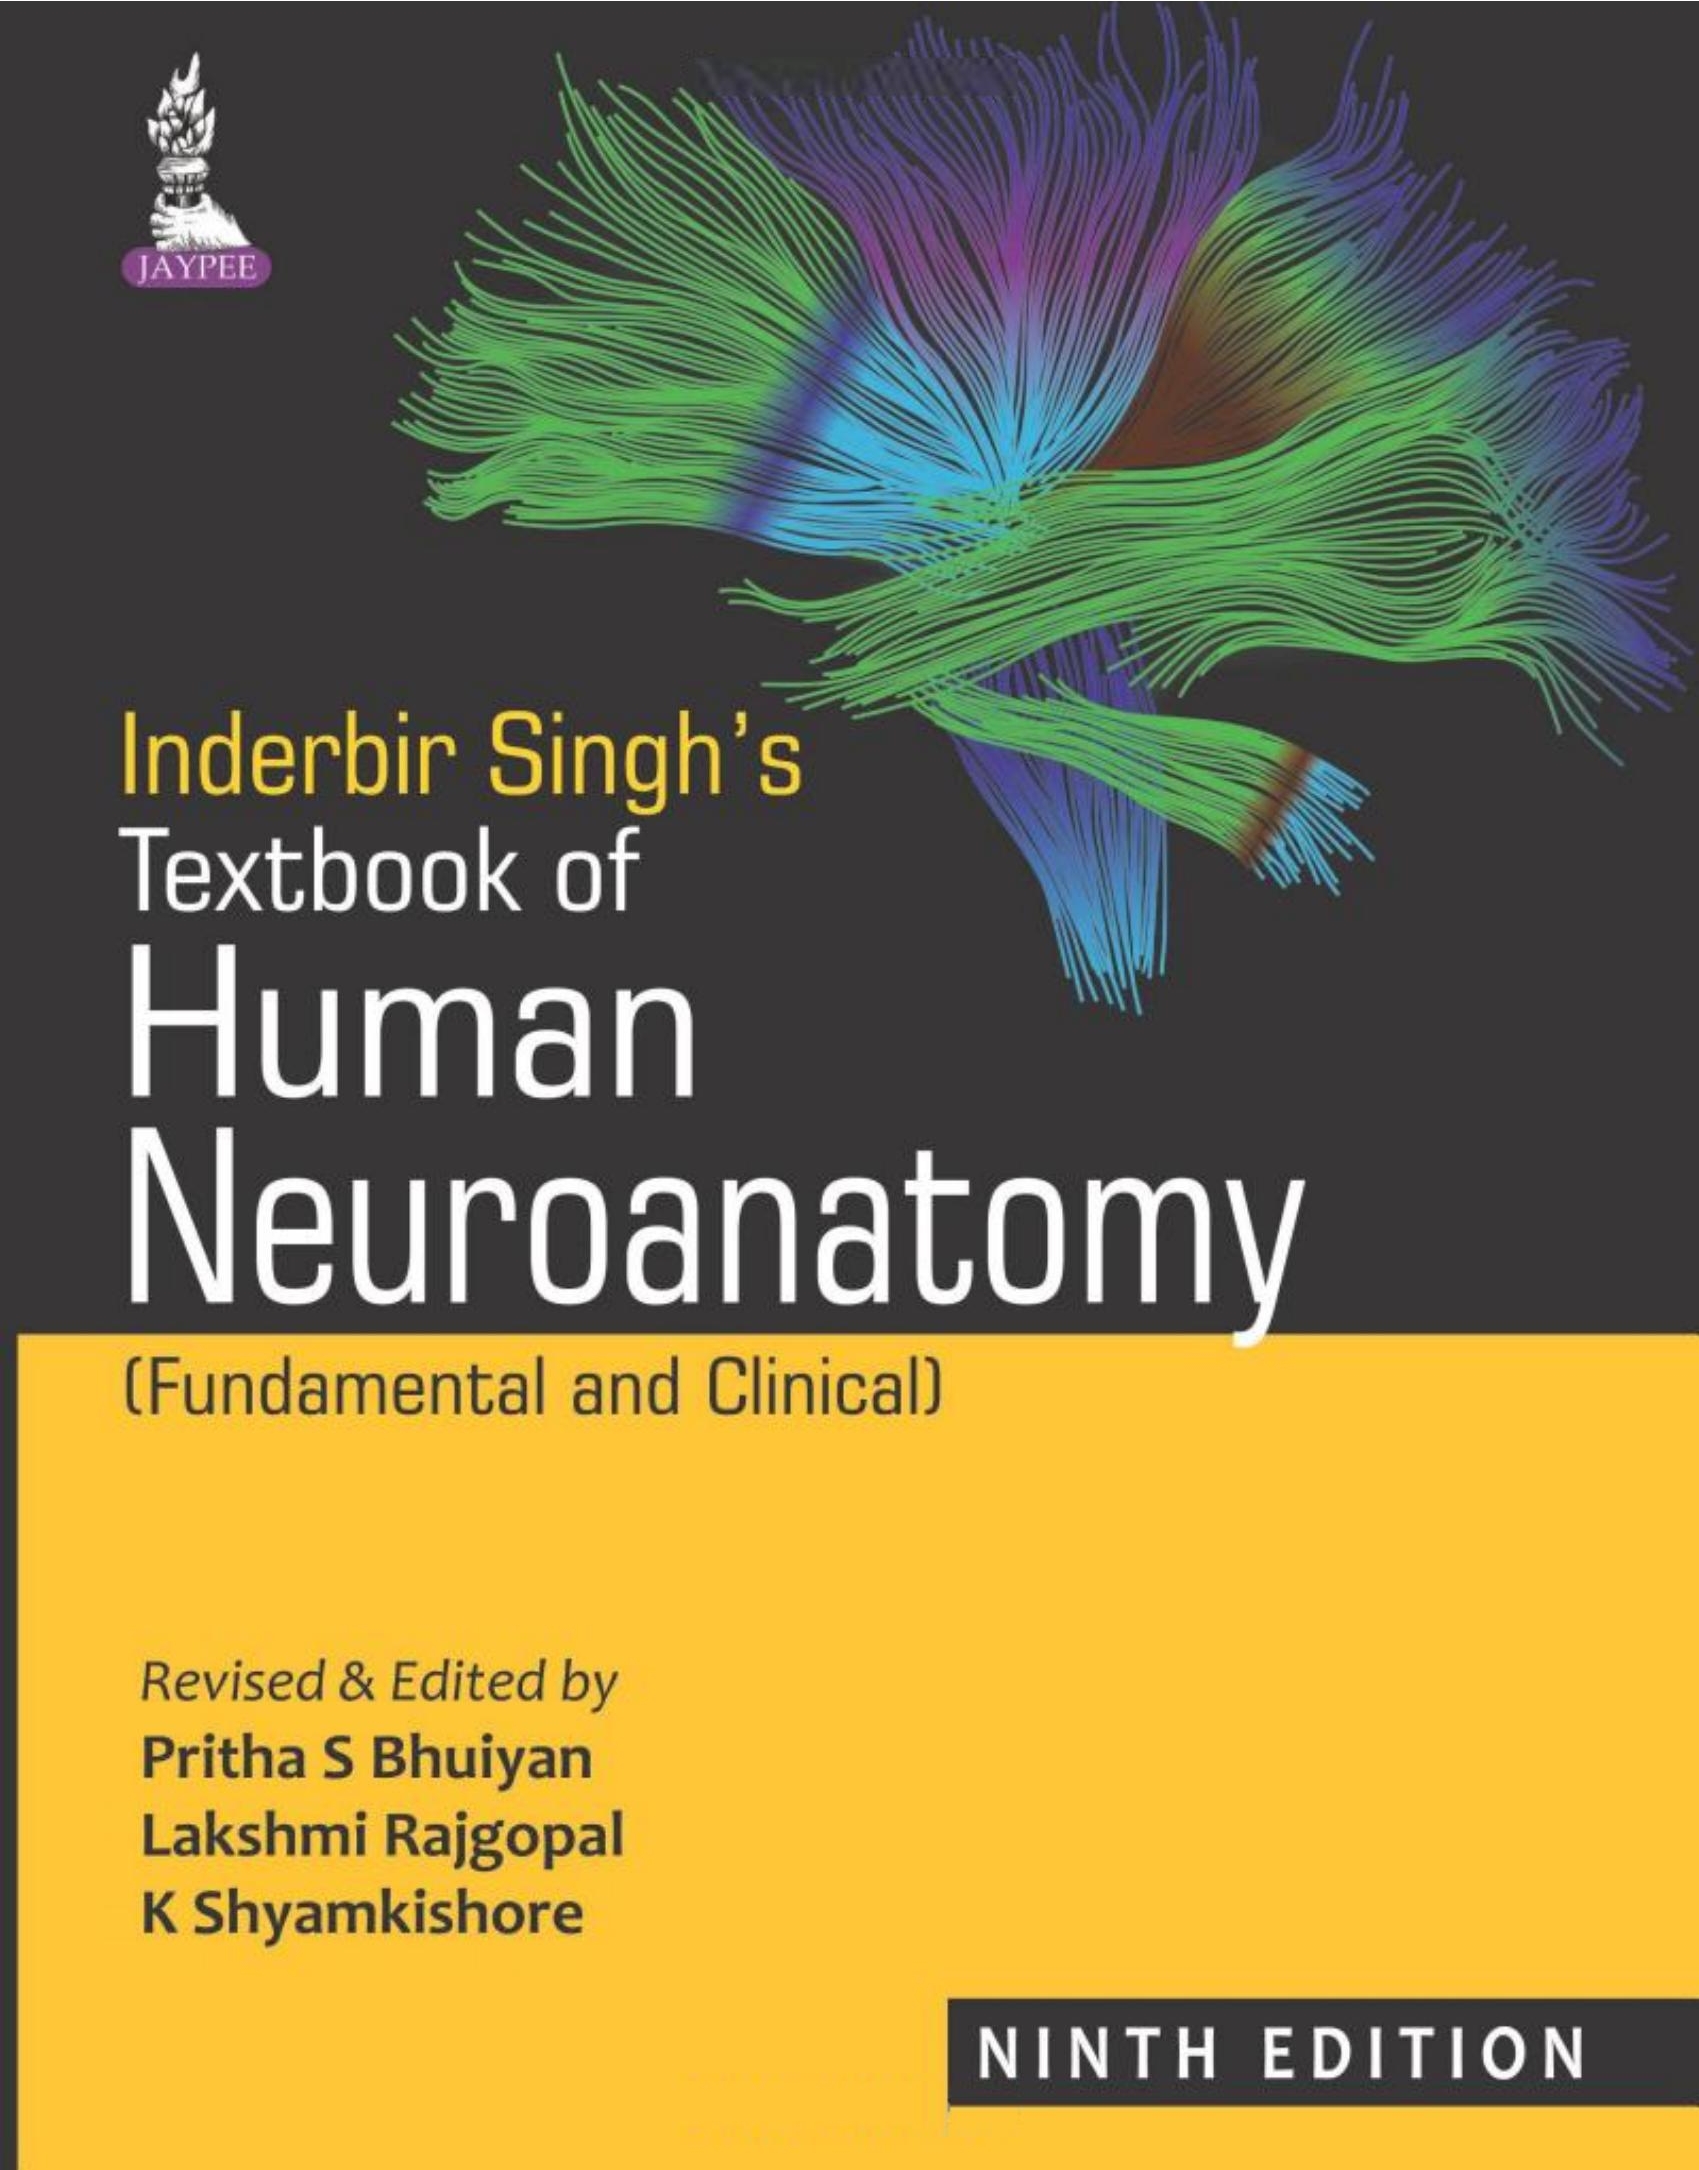 JAYPEE
Inderbir Singh's
Textbook of
Human
Neuroanatomy
(Fundamental and Clinical)
Revised & Edited by
Pritha S Bhuiyan
Lakshmi Rajgopal
K Shyamkishore
NINTH EDITION